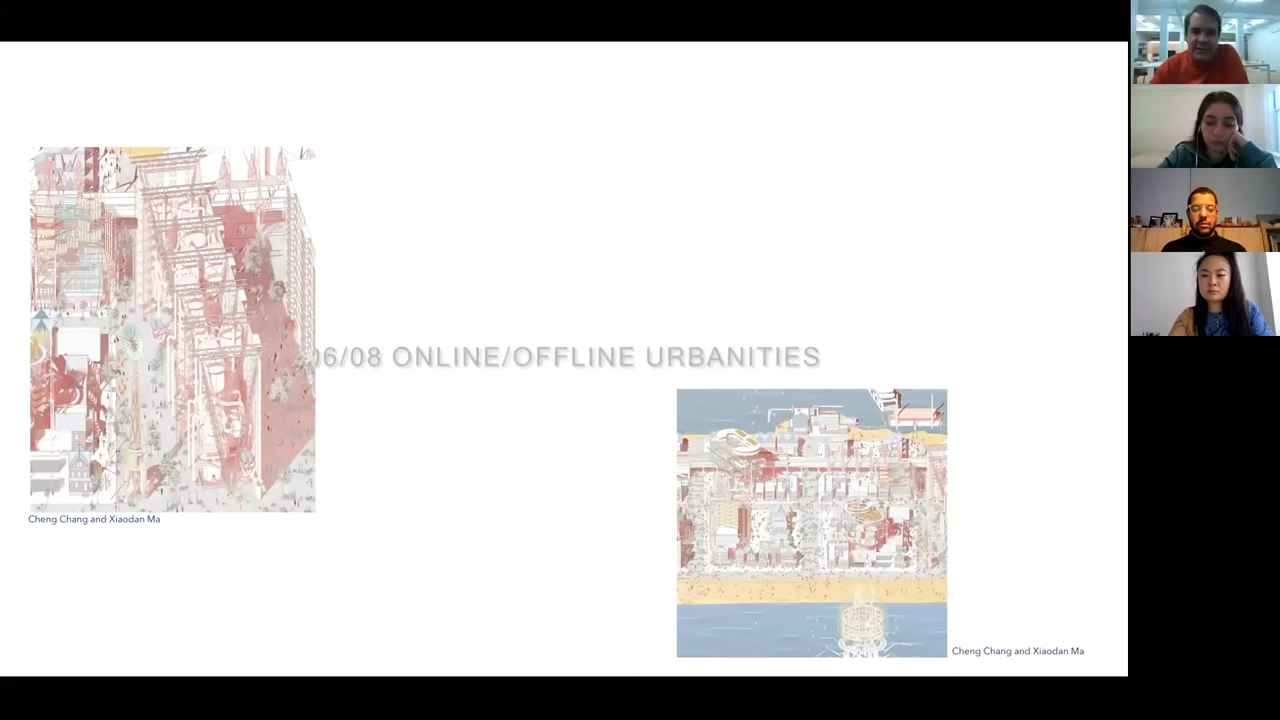 06/08 ONLINE/OFFLINE URBANITIES
Cheng Chang and Xiaodan Ma
Cheng Chang and Xiaodan Ma